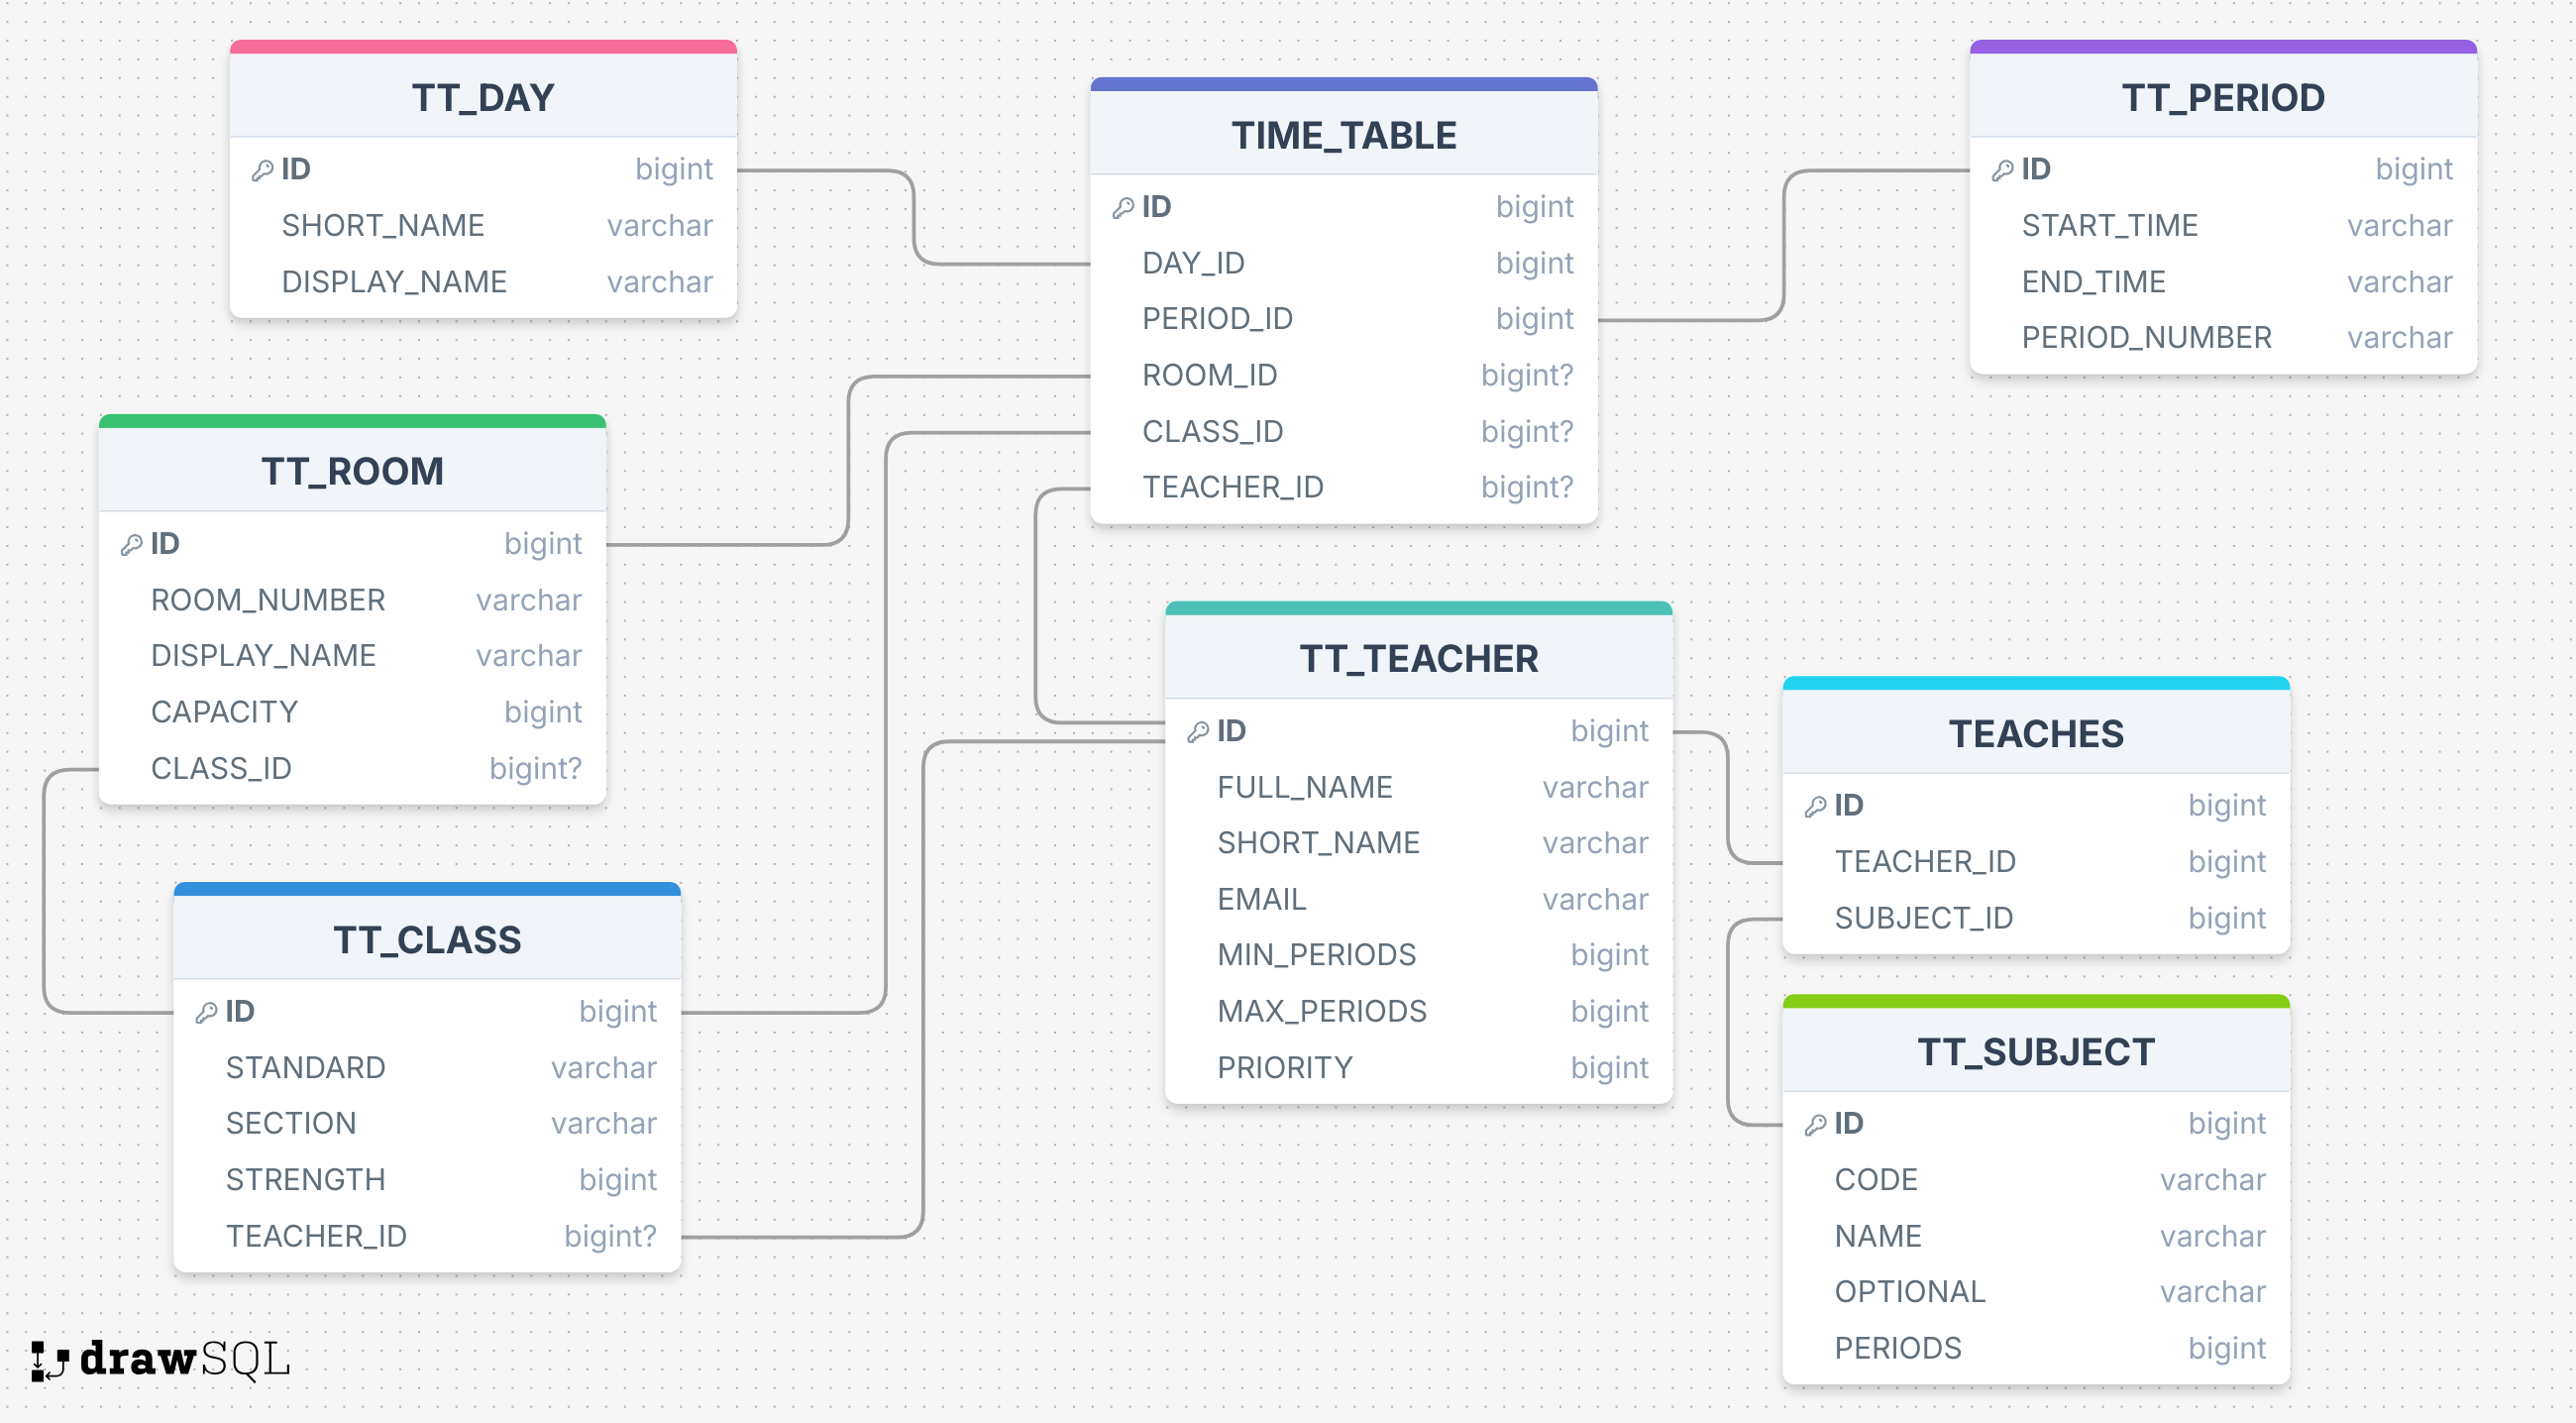 TT_DAY
ID bigint
SHORT_NAME varchar
DISPLAY_NAME varchar
TIME_TABLE
ID bigint
DAY_ID bigint
PERIOD_ID bigint
ROOM_ID bigint?
CLASS_ID bigint?
TEACHER_ID bigint?
TT_PERIOD
ID bigint
START_TIME varchar
END_TIME varchar
PERIOD_NUMBER varchar
TT_ROOM
ID bigint
ROOM_NUMBER varchar
DISPLAY_NAME varchar
CAPACITY bigint
CLASS_ID bigint?
TT_TEACHER
ID bigint
FULL_NAME varchar
SHORT_NAME varchar
EMAIL varchar
MIN_PERIODS bigint
MAX_PERIODS bigint
PRIORITY bigint
TEACHES
ID bigint
TEACHER_ID bigint
SUBJECT_ID bigint
TT_CLASS
ID bigint
STANDARD varchar
SECTION varchar
STRENGTH bigint
TEACHER_ID bigint?
TT_SUBJECT
ID bigint
CODE varchar
NAME varchar
OPTIONAL varchar
PERIODS bigint
drawSQL